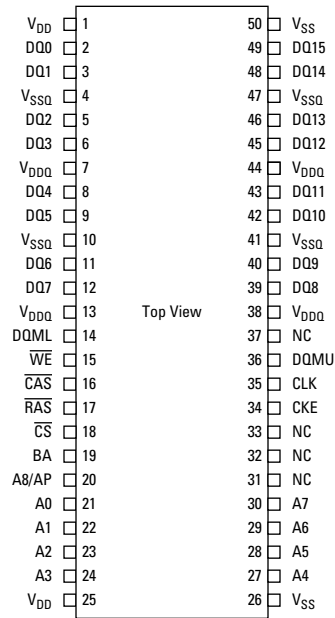 VDD 1 50 VSS
DQ0 2 49 DQ15
DQ1 3 48 DQ14
VSSQ 4 47 VSSQ
DQ2 5 46 DQ13
DQ3 6 45 DQ12
VDDQ 7 44 VDDQ
DQ4 8 43 DQ11
DQ5 9 42 DQ10
VSSQ 10 41 VSSQ
DQ6 11 40 DQ9
DQ7 12 39 DQ8
VDDQ 13 Top View 38 VDDQ
DQML 14 37 NC
W̅E̅ 15 36 DQMU
C̅A̅S̅ 16 35 CLK
R̅A̅S̅ 17 34 CKE
C̅S̅ 18 33 NC
BA 19 32 NC
A8/AP 20 31 NC
A0 21 30 A7
A1 22 29 A6
A2 23 28 A5
A3 24 27 A4
VDD 25 26 VSS